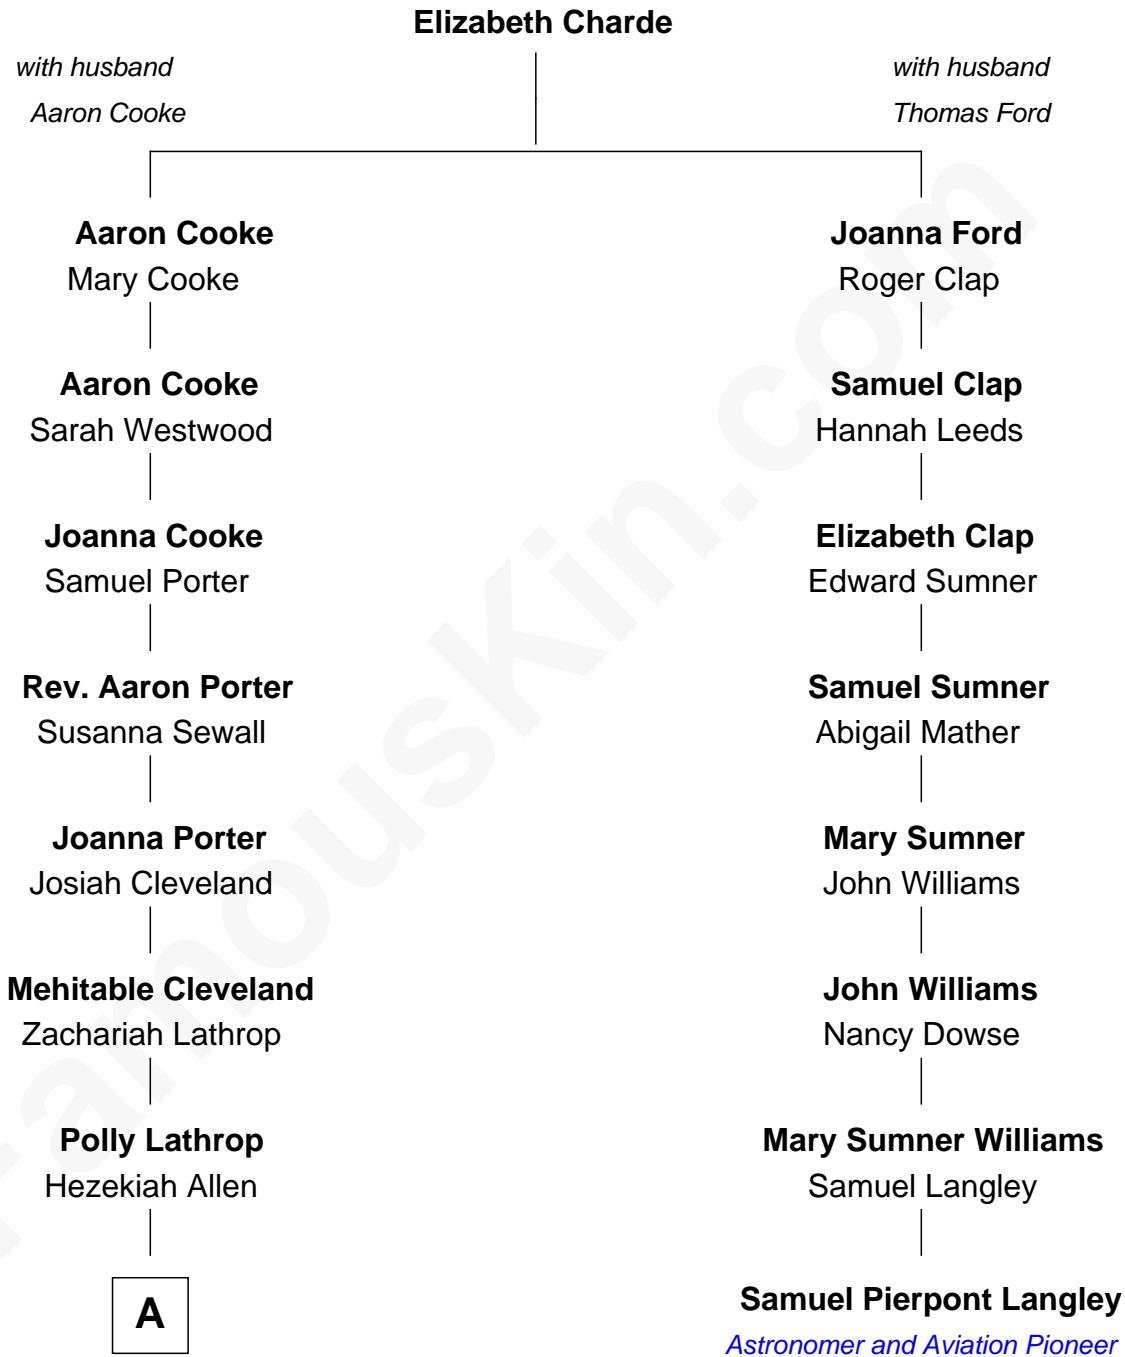 Elizabeth Charde
with husband
Aaron Cooke
with husband
Thomas Ford
Aaron Cooke
Mary Cooke
Joanna Ford
Roger Clap
Aaron Cooke
Sarah Westwood
Samuel Clap
Hannah Leeds
Joanna Cooke
Samuel Porter
Elizabeth Clap
Edward Sumner
Rev. Aaron Porter
Susanna Sewall
Samuel Sumner
Abigail Mather
Joanna Porter
Josiah Cleveland
Mary Sumner
John Williams
Mehitable Cleveland
Zachariah Lathrop
John Williams
Nancy Dowse
Polly Lathrop
Hezekiah Allen
Mary Sumner Williams
Samuel Langley
A
Samuel Pierpont Langley
Astronomer and Aviation Pioneer
FamousKin.com